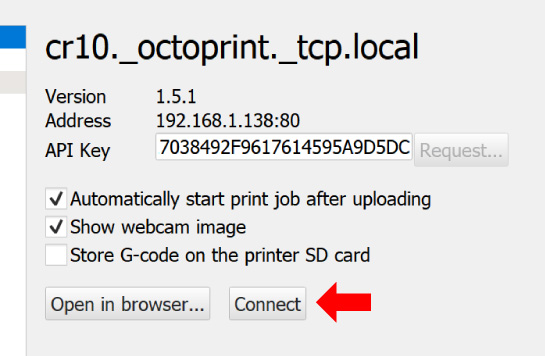 cr10._octoprint._tcp.local
Version 1.5.1
Address 192.168.1.138:80
API Key 7038492F9617614595A9D5DC Request...
Automatically start print job after uploading
Show webcam image
Store G-code on the printer SD card
Open in browser... Connect